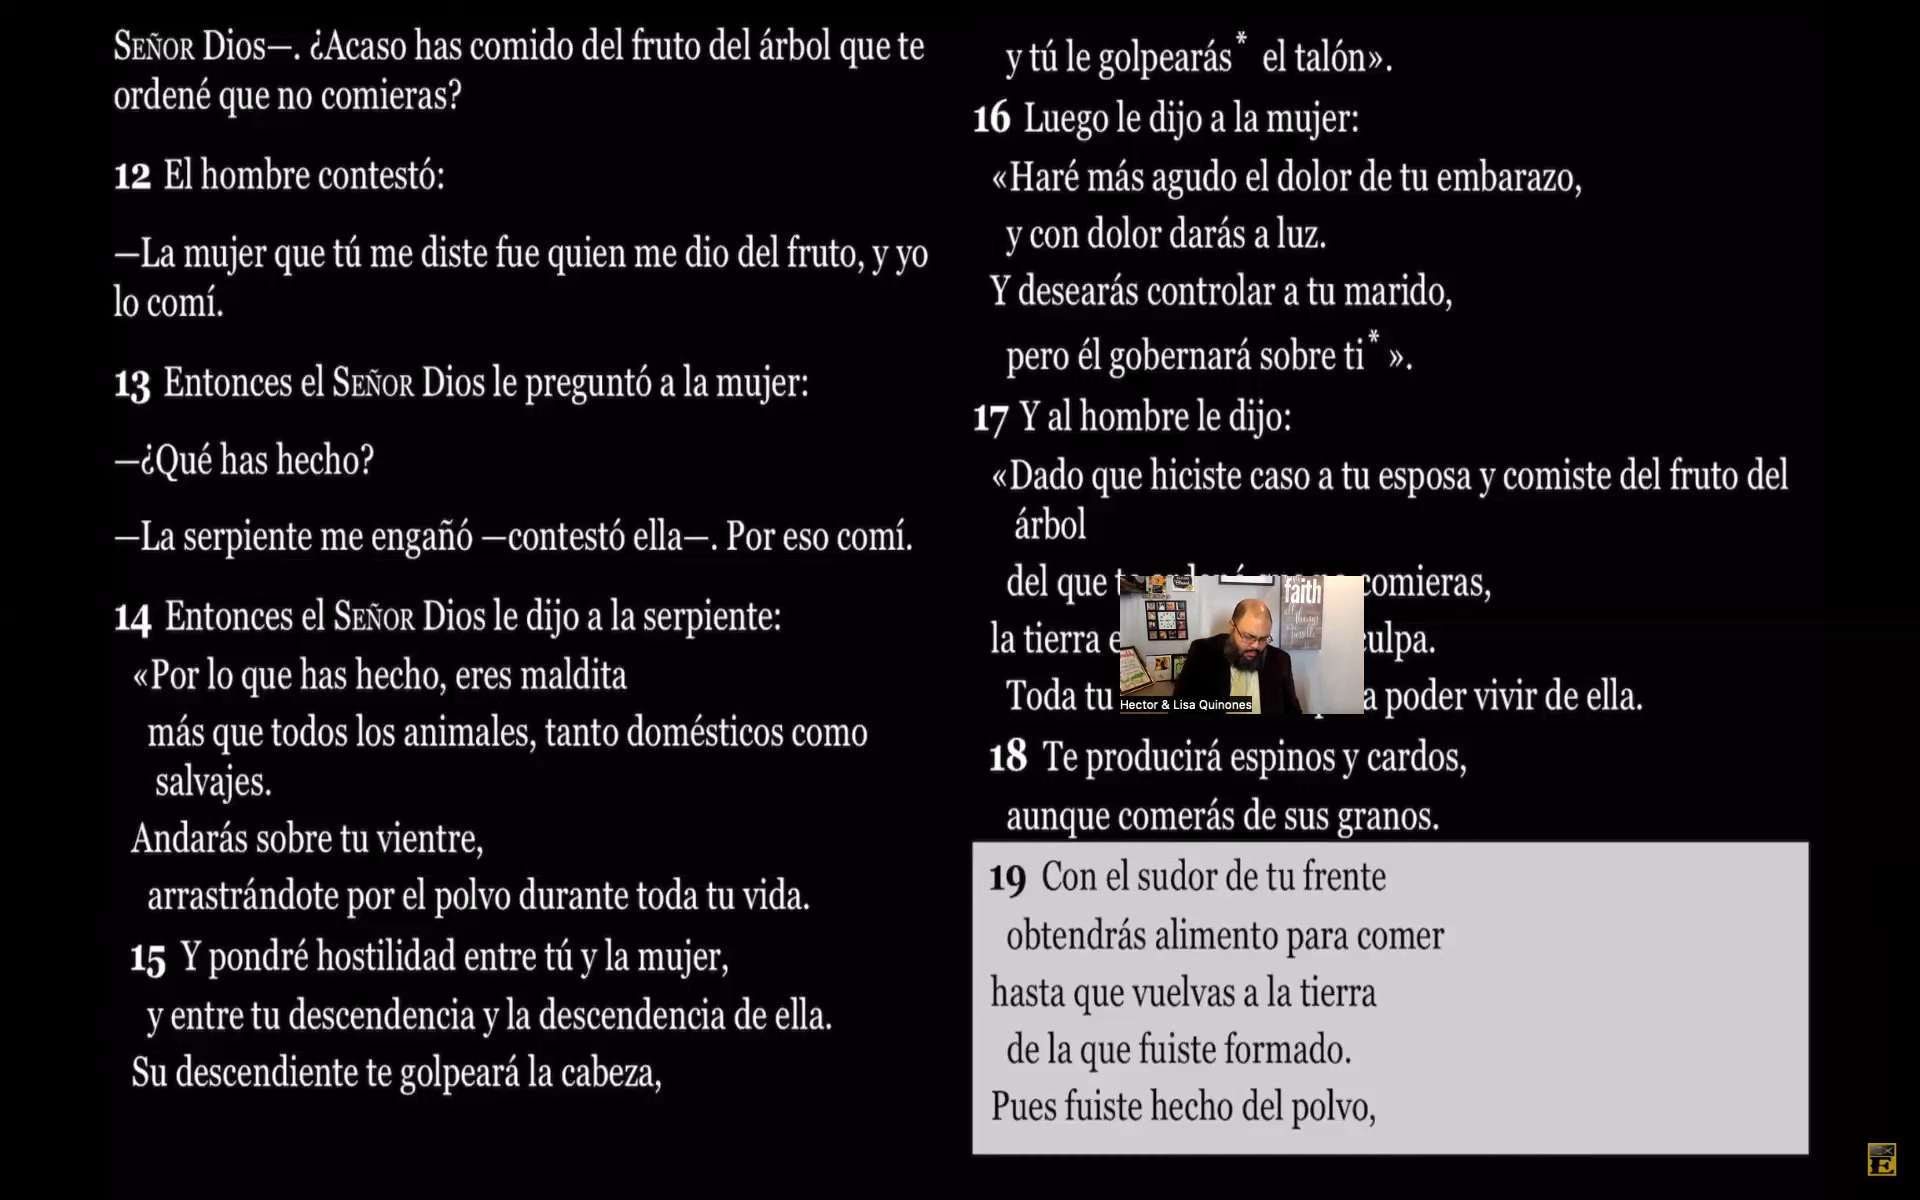 SEÑOR Dios—. ¿Acaso has comido del fruto del árbol que te
ordené que no comieras?
12 El hombre contestó:
—La mujer que tú me diste fue quien me dio del fruto, y yo
lo comí.
13 Entonces el SEÑOR Dios le preguntó a la mujer:
—¿Qué has hecho?
—La serpiente me engañó —contestó ella—. Por eso comí.
14 Entonces el SEÑOR Dios le dijo a la serpiente:
«Por lo que has hecho, eres maldita
más que todos los animales, tanto domésticos como
salvajes.
Andarás sobre tu vientre,
arrastrándote por el polvo durante toda tu vida.
15 Y pondré hostilidad entre tú y la mujer,
y entre tu descendencia y la descendencia de ella.
Su descendiente te golpeará la cabeza,
y tú le golpearás* el talón».
16 Luego le dijo a la mujer:
«Haré más agudo el dolor de tu embarazo,
y con dolor darás a luz.
Y desearás controlar a tu marido,
pero él gobernará sobre ti* ».
17 Y al hombre le dijo:
«Dado que hiciste caso a tu esposa y comiste del fruto del
árbol
del que comieras,
la tierra
Toda tu poder vivir de ella.
18 Te producirá espinos y cardos,
aunque comerás de sus granos.
19 Con el sudor de tu frente
obtendrás alimento para comer
hasta que vuelvas a la tierra
de la que fuiste formado.
Pues fuiste hecho del polvo,
faith
all
things
possible
Hector & Lisa Quinones
E